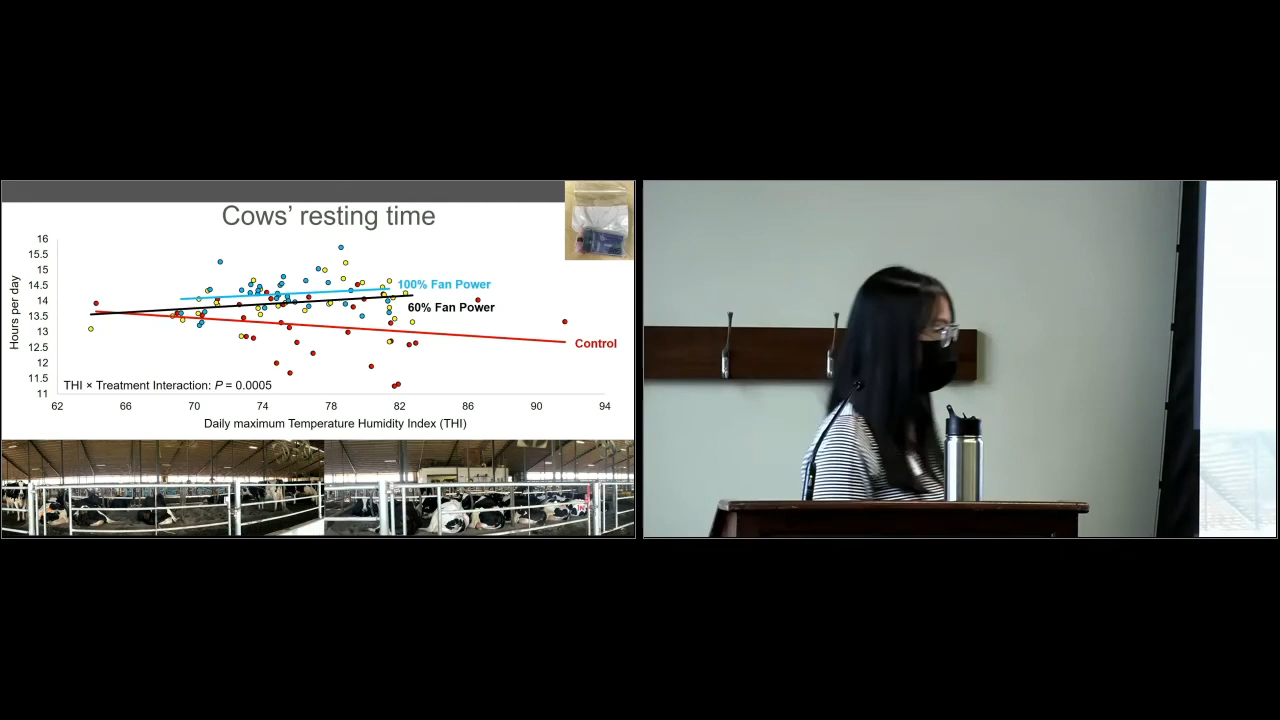 Cows' resting time
Hours per day
16
15.5
15
14.5
14
13.5
13
12.5
12
11.5
11
100% Fan Power
60% Fan Power
Control
THI × Treatment Interaction: P = 0.0005
62 66 70 74 78 82 86 90 94
Daily maximum Temperature Humidity Index (THI)